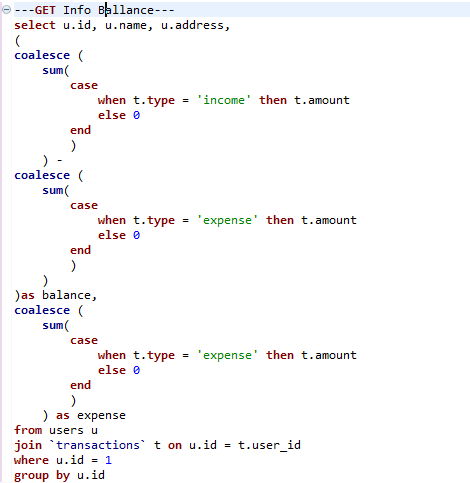 ---GET Info Ballance---
select u.id, u.name, u.address,
(
coalesce (
    sum(
        case
            when t.type = 'income' then t.amount
            else 0
        end
        )
    ) -
coalesce (
    sum(
        case
            when t.type = 'expense' then t.amount
            else 0
        end
        )
    )
)as balance,
coalesce (
    sum(
        case
            when t.type = 'expense' then t.amount
            else 0
        end
        )
    ) as expense
from users u
join `transactions` t on u.id = t.user_id
where u.id = 1
group by u.id